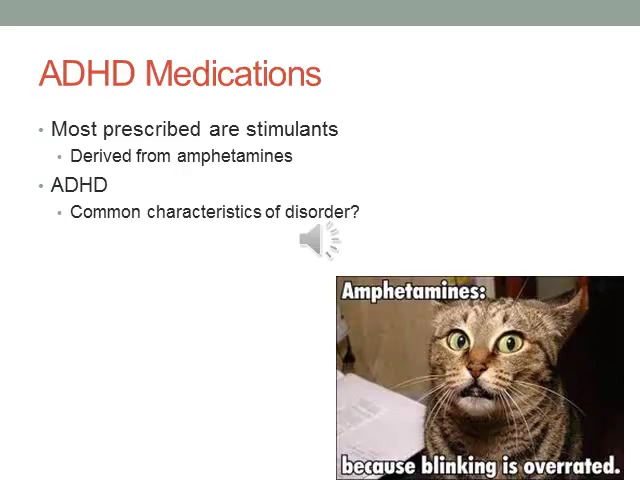 ADHD Medications
• Most prescribed are stimulants
• Derived from amphetamines
• ADHD
• Common characteristics of disorder?
Amphetamines:
because blinking is overrated.